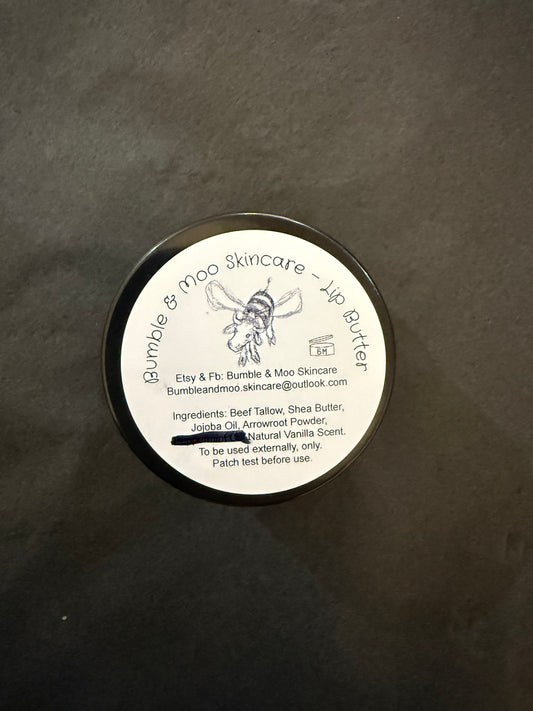 Bumble & Moo Skincare - Lip Butter
6M
Etsy & Fb: Bumble & Moo Skincare
Bumbleandmoo.skincare@outlook.com
Ingredients: Beef Tallow, Shea Butter,
Jojoba Oil, Arrowroot Powder,
Natural Vanilla Scent.
To be used externally, only.
Patch test before use.